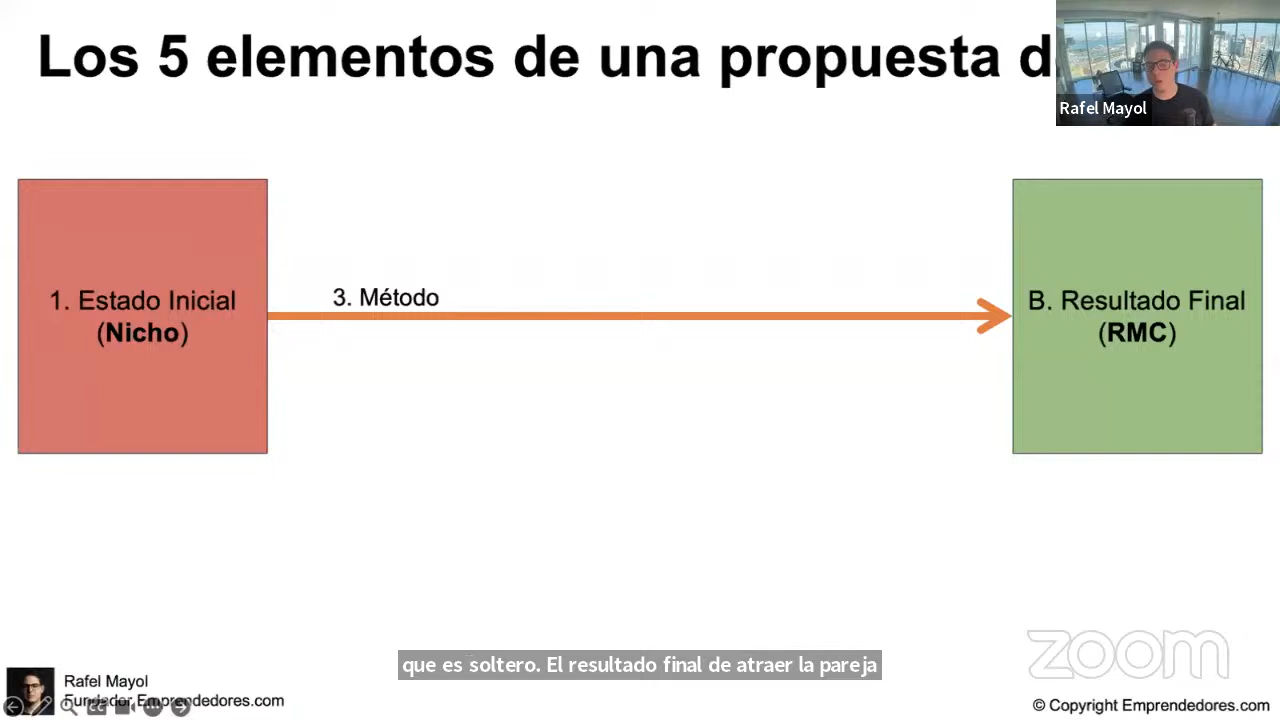 Los 5 elementos de una propuesta d
Rafel Mayol
1. Estado Inicial
(Nicho)
3. Método
B. Resultado Final
(RMC)
que es soltero. El resultado final de atraer la pareja
zoom
Rafel Mayol
Fundador Emprendedores.com
© Copyright Emprendedores.com